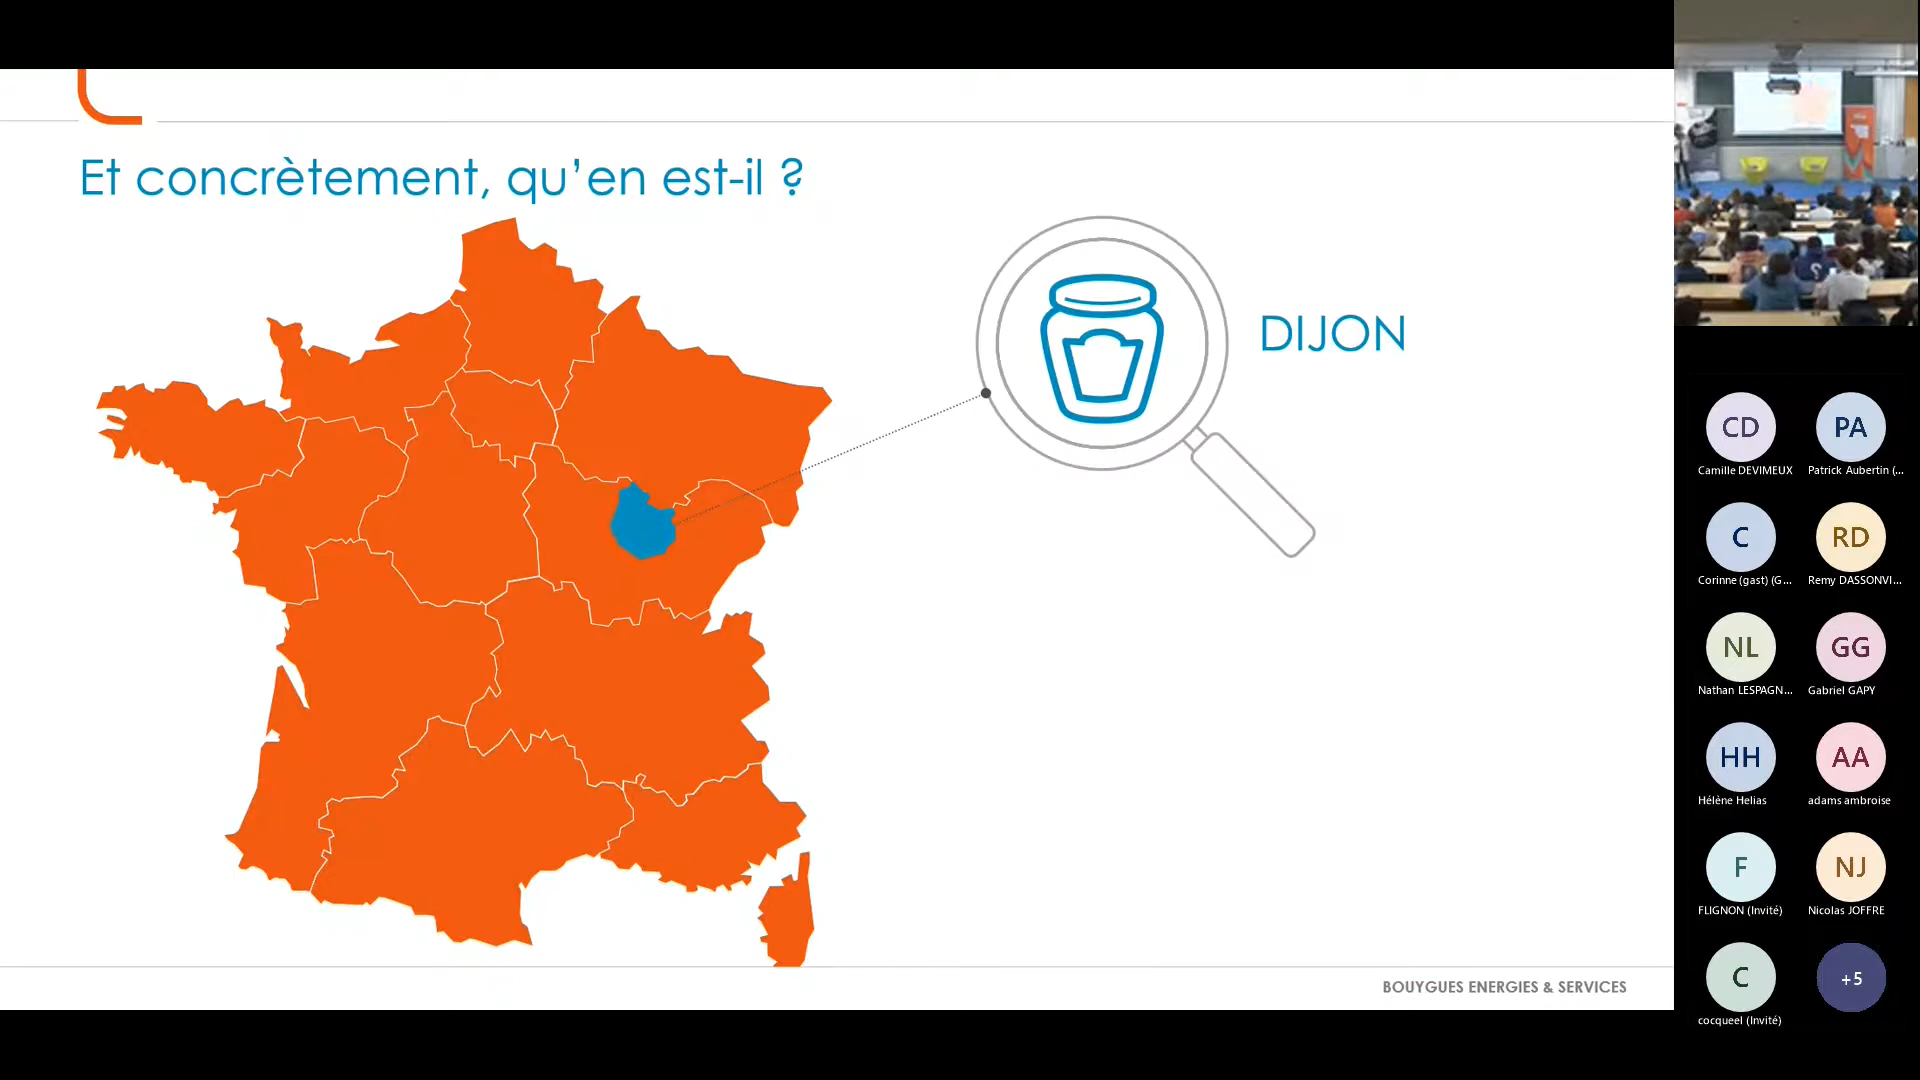 Et concrètement, qu’en est-il ?
DIJON
BOUYGUES ENERGIES & SERVICES
CD
PA
Camille DEVIMEUX
Patrick Aubertin (...
C
RD
Corinne (gast) (G...
Remy DASSONVI...
NL
GG
Nathan LESPAGN...
Gabriel GAPY
HH
AA
Hélène Helias
adams ambroise
F
NJ
FLIGNON (Invité)
Nicolas JOFFRE
C
+5
cocqueel (Invité)